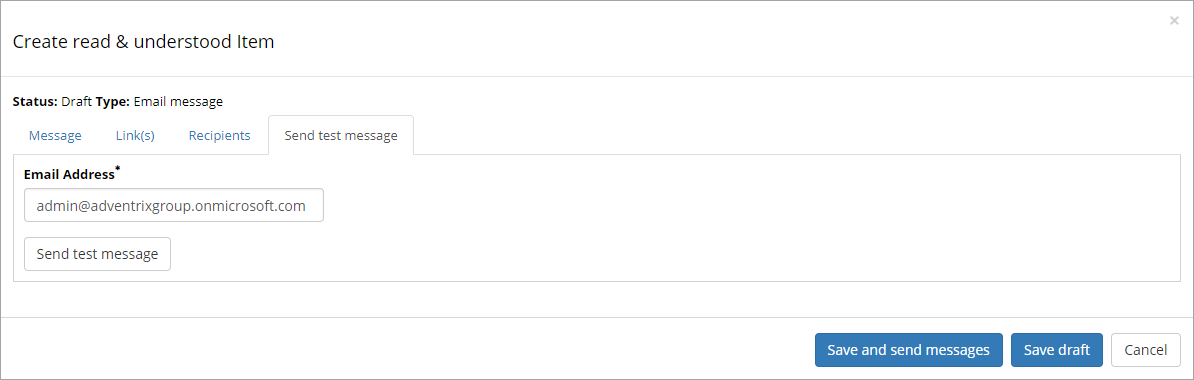 ×
Create read & understood Item
Status: Draft Type: Email message
Message Link(s) Recipients Send test message
Email Address*
admin@adventrixgroup.onmicrosoft.com
Send test message
Save and send messages Save draft Cancel